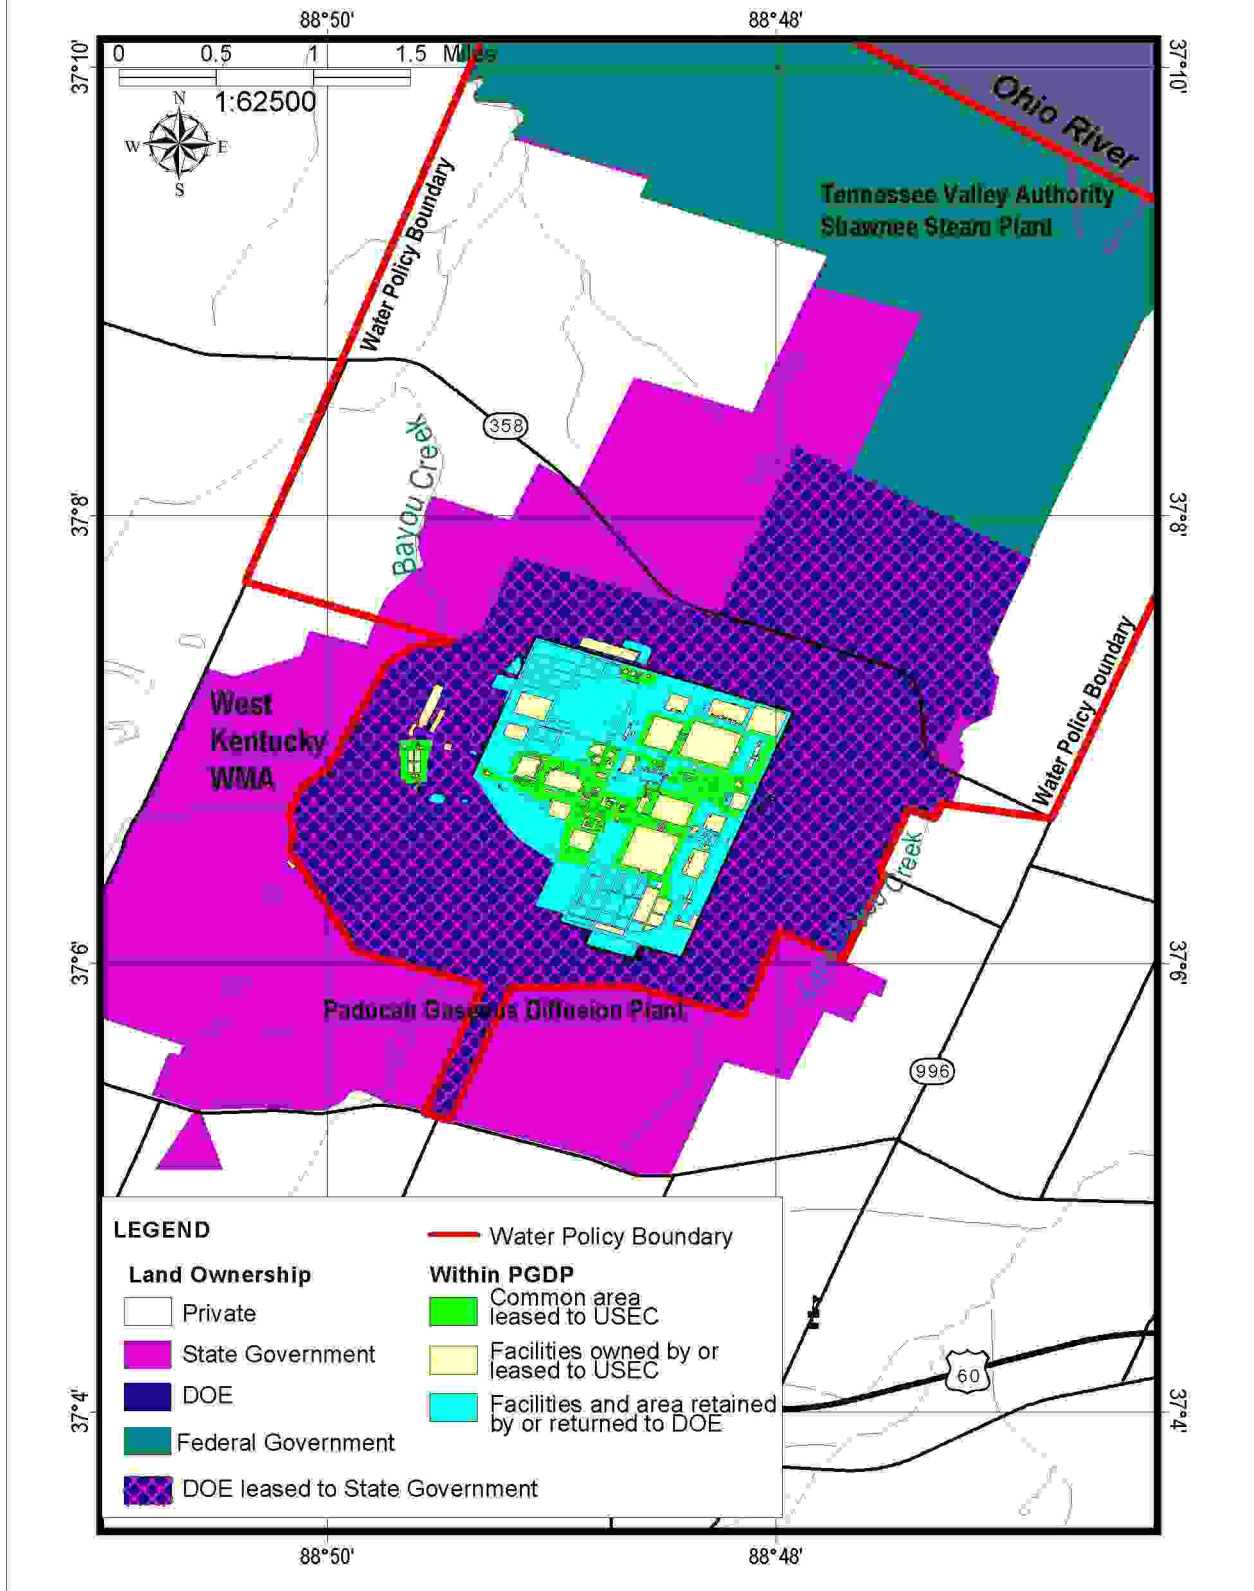 88°50'
88°48'
37°10'
37°10'
0 0.5 1 1.5 Miles
1:62500
N
W E
S
Ohio River
Tennessee Valley Authority
Shawnee Steam Plant
Water Policy Boundary
358
Bayou Creek
37°8'
37°8'
West
Kentucky
WMA
Water Policy Boundary
Creek
37°6'
37°6'
Paducah Gaseous Diffusion Plant
996
LEGEND
Land Ownership
Private
State Government
DOE
Federal Government
DOE leased to State Government
Water Policy Boundary
Within PGDP
Common area
leased to USEC
Facilities owned by or
leased to USEC
Facilities and area retained
by or returned to DOE
60
37°4'
37°4'
88°50'
88°48'